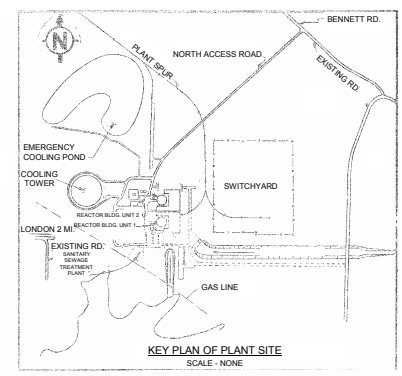 N
BENNETT RD.
PLANT SPUR
NORTH ACCESS ROAD
EXISTING RD.
EMERGENCY
COOLING POND
COOLING
TOWER
SWITCHYARD
REACTOR BLDG. UNIT 2
REACTOR BLDG. UNIT 1
LONDON 2 MI.
EXISTING RD.
SANITARY
SEWAGE
TREATMENT
PLANT
GAS LINE
KEY PLAN OF PLANT SITE
SCALE - NONE